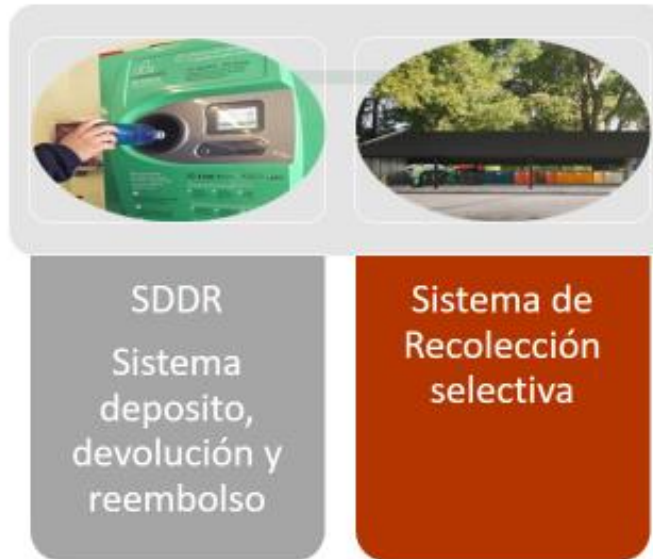 SDDR
Sistema
deposito,
devolución y
reembolso
Sistema de
Recolección
selectiva